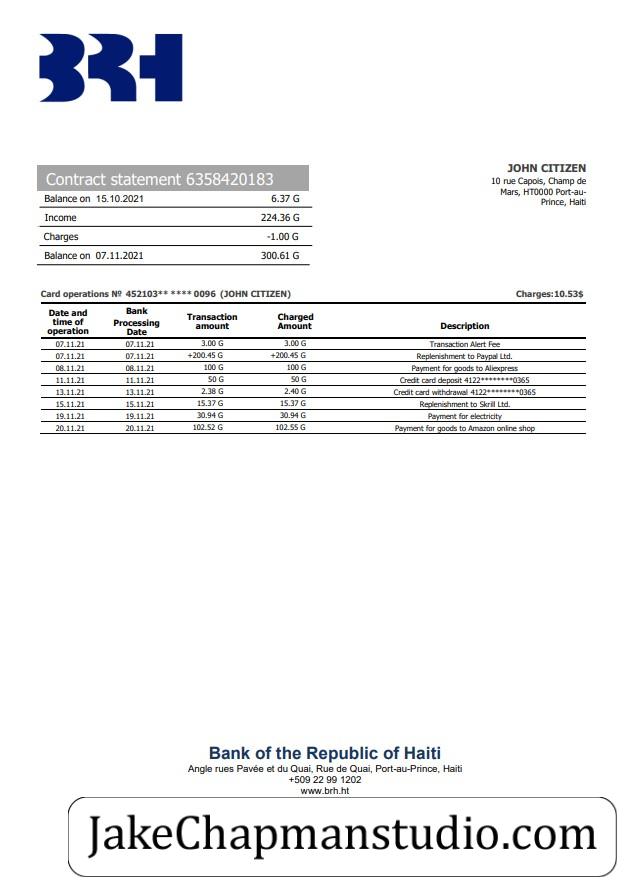 BRH
JOHN CITIZEN
10 rue Capois, Champ de
Mars, HT0000 Port-au-
Prince, Haiti
Contract statement 6358420183
Balance on 15.10.2021 6.37 G
Income 224.36 G
Charges -1.00 G
Balance on 07.11.2021 300.61 G
Card operations Nº 452103** **** 0096 (JOHN CITIZEN) Charges:10.53$
Date and time of operation Bank Processing Date Transaction amount Charged Amount Description
07.11.21 07.11.21 3.00 G 3.00 G Transaction Alert Fee
07.11.21 07.11.21 +200.45 G +200.45 G Replenishment to Paypal Ltd.
08.11.21 08.11.21 100 G 100 G Payment for goods to Aliexpress
11.11.21 11.11.21 50 G 50 G Credit card deposit 4122********0365
13.11.21 13.11.21 2.38 G 2.40 G Credit card withdrawal 4122********0365
15.11.21 15.11.21 15.37 G 15.37 G Replenishment to Skrill Ltd.
19.11.21 19.11.21 30.94 G 30.94 G Payment for electricity
20.11.21 20.11.21 102.52 G 102.55 G Payment for goods to Amazon online shop
Bank of the Republic of Haiti
Angle rues Pavée et du Quai, Rue de Quai, Port-au-Prince, Haiti
+509 22 99 1202
www.brh.ht
JakeChapmanstudio.com